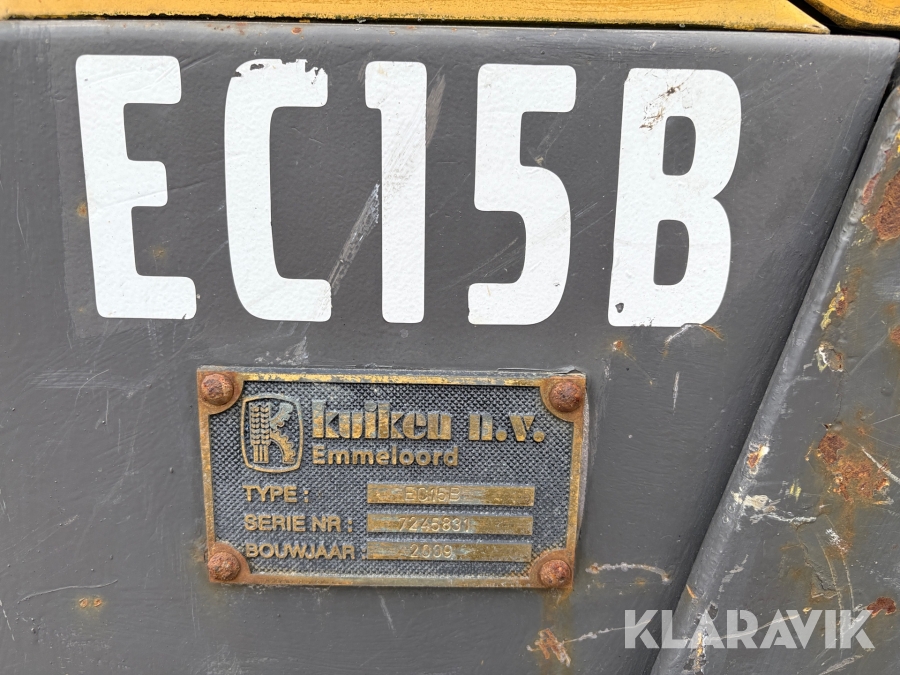 EC15B
kuiken n.v.
Emmeloord
TYPE: EC15B
SERIE NR: 7245831
BOUWJAAR: 2009
KLARAVIK